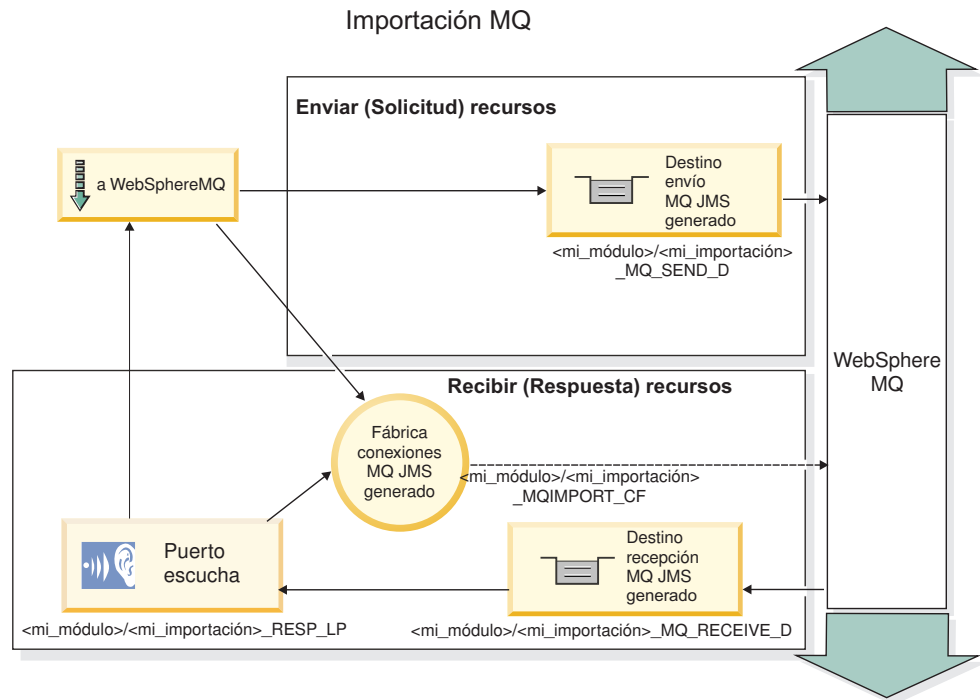 Importación MQ
Enviar (Solicitud) recursos
a WebSphereMQ
Destino
envío
MQ JMS
generado
<mi_módulo>/<mi_importación>
_MQ_SEND_D
WebSphere
MQ
Recibir (Respuesta) recursos
Fábrica
conexiones
MQ JMS
generado
<mi_módulo>/<mi_importación>
_MQIMPORT_CF
Puerto
escucha
<mi_módulo>/<mi_importación>_RESP_LP
Destino
recepción
MQ JMS
generado
<mi_módulo>/<mi_importación>_MQ_RECEIVE_D